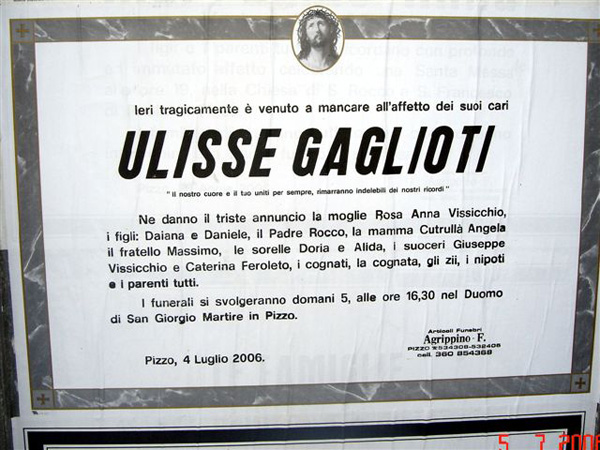 Ieri tragicamente è venuto a mancare all'affetto dei suoi cari
ULISSE GAGLIOTI
" Il nostro cuore e il tuo uniti per sempre, rimarranno indelebili dei nostri ricordi "
Ne danno il triste annuncio la moglie Rosa Anna Vissicchio,
i figli: Daiana e Daniele, il Padre Rocco, la mamma Cutrullà Angela
il fratello Massimo, le sorelle Doria e Alida, i suoceri Giuseppe
Vissicchio e Caterina Feroleto, i cognati, la cognata, gli zii, i nipoti
e i parenti tutti.
I funerali si svolgeranno domani 5, alle ore 16,30 nel Duomo
di San Giorgio Martire in Pizzo.
Articoli Funebri
Agrippino - F.
PIZZO ☎534308-532406
cell. 360 854368
Pizzo, 4 Luglio 2006.
5 7 2006